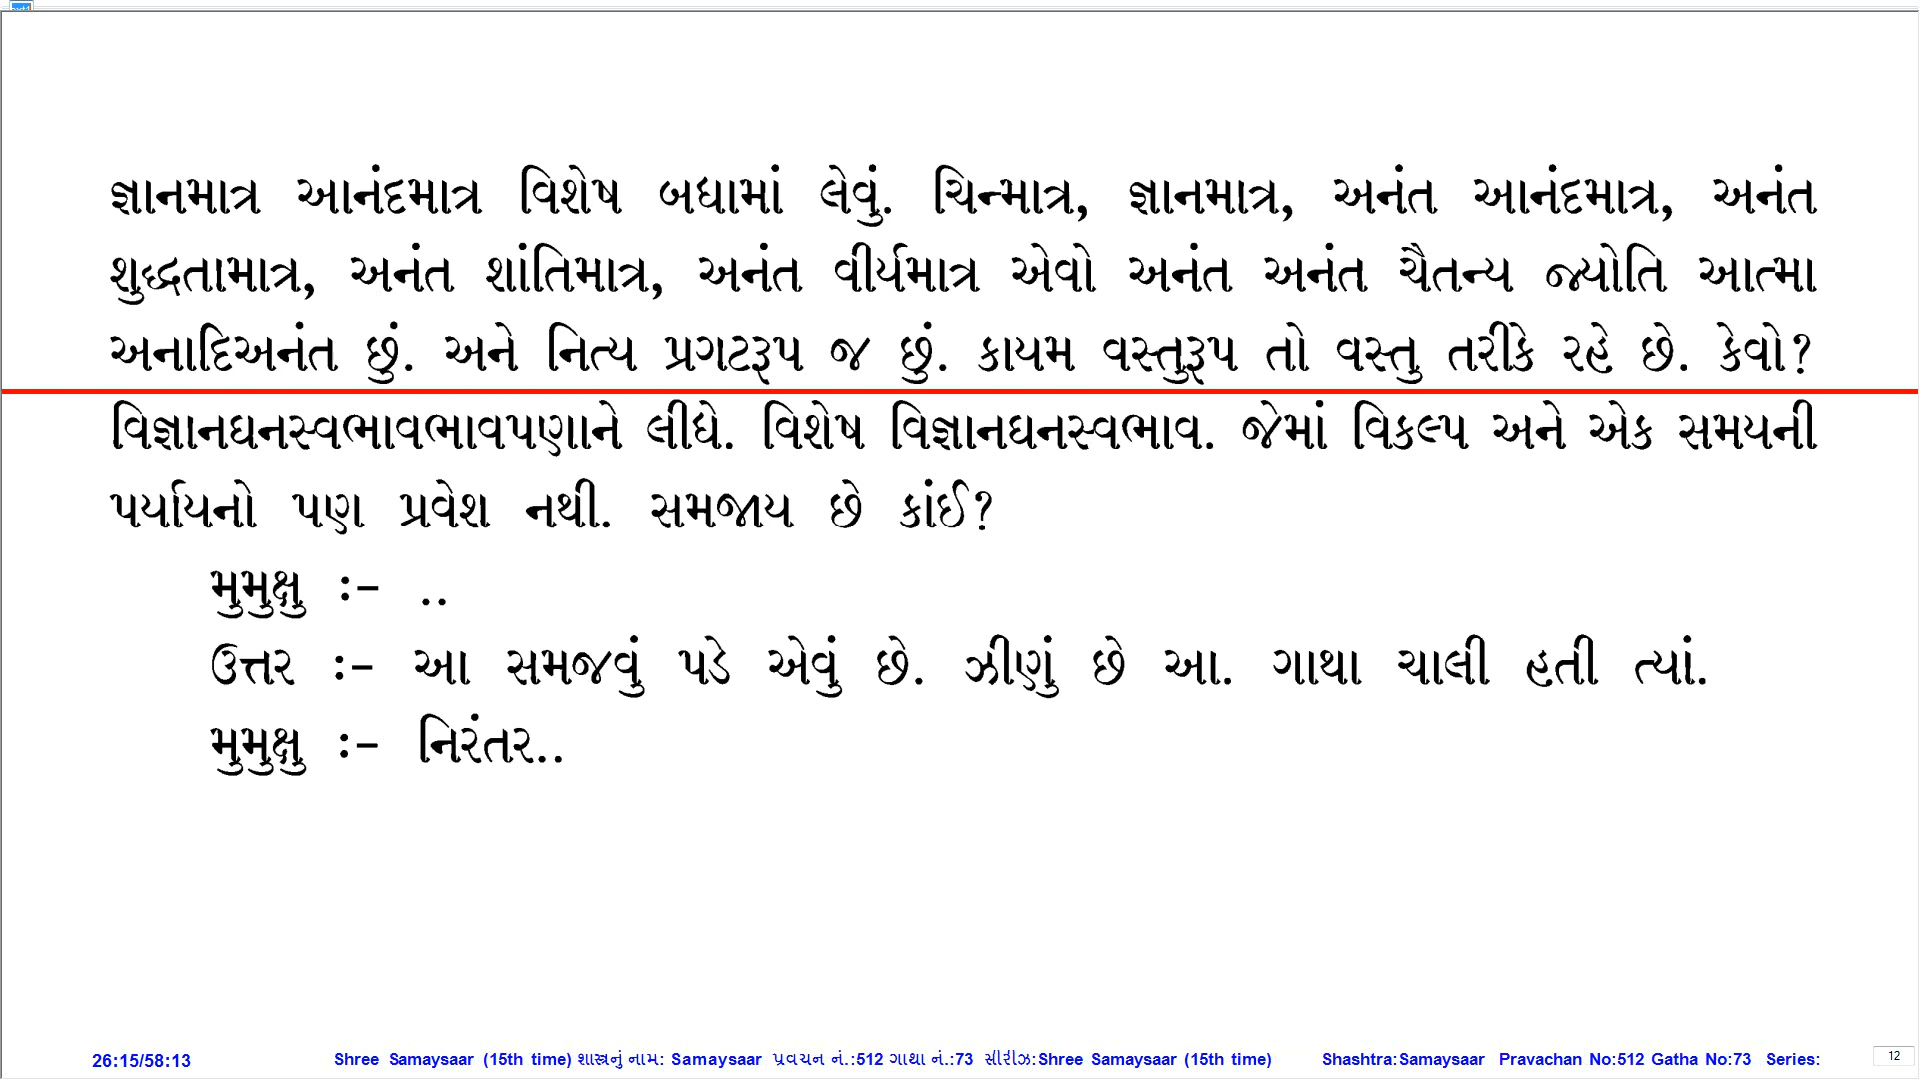 જ્ઞાનમાત્ર આનંદમાત્ર વિશેષ બધામાં લેવું. ચિન્માત્ર, જ્ઞાનમાત્ર, અનંત આનંદમાત્ર, અનંત
શુદ્ધતામાત્ર, અનંત શાંતિમાત્ર, અનંત વીર્યમાત્ર એવો અનંત અનંત ચૈતન્ય જ્યોતિ આત્મા
અનાદિઅનંત છું. અને નિત્ય પ્રગટરૂપ જ છું. કાયમ વસ્તુરૂપ તો વસ્તુ તરીકે રહે છે. કેવો?
વિજ્ઞાનઘનસ્વભાવભાવપણાને લીધે. વિશેષ વિજ્ઞાનઘનસ્વભાવ. જેમાં વિકલ્પ અને એક સમયની
પર્યાયનો પણ પ્રવેશ નથી. સમજાય છે કાંઈ?
મુમુક્ષુ :- ..
ઉત્તર :- આ સમજવું પડે એવું છે. ઝીણું છે આ. ગાથા ચાલી હતી ત્યાં.
મુમુક્ષુ :- નિરંતર..
26:15/58:13 Shree Samaysaar (15th time) શાસ્ત્રનું નામ: Samaysaar પ્રવચન નં.:512 ગાથા નં.:73 સીરીઝ:Shree Samaysaar (15th time) Shashtra:Samaysaar Pravachan No:512 Gatha No:73 Series: 12